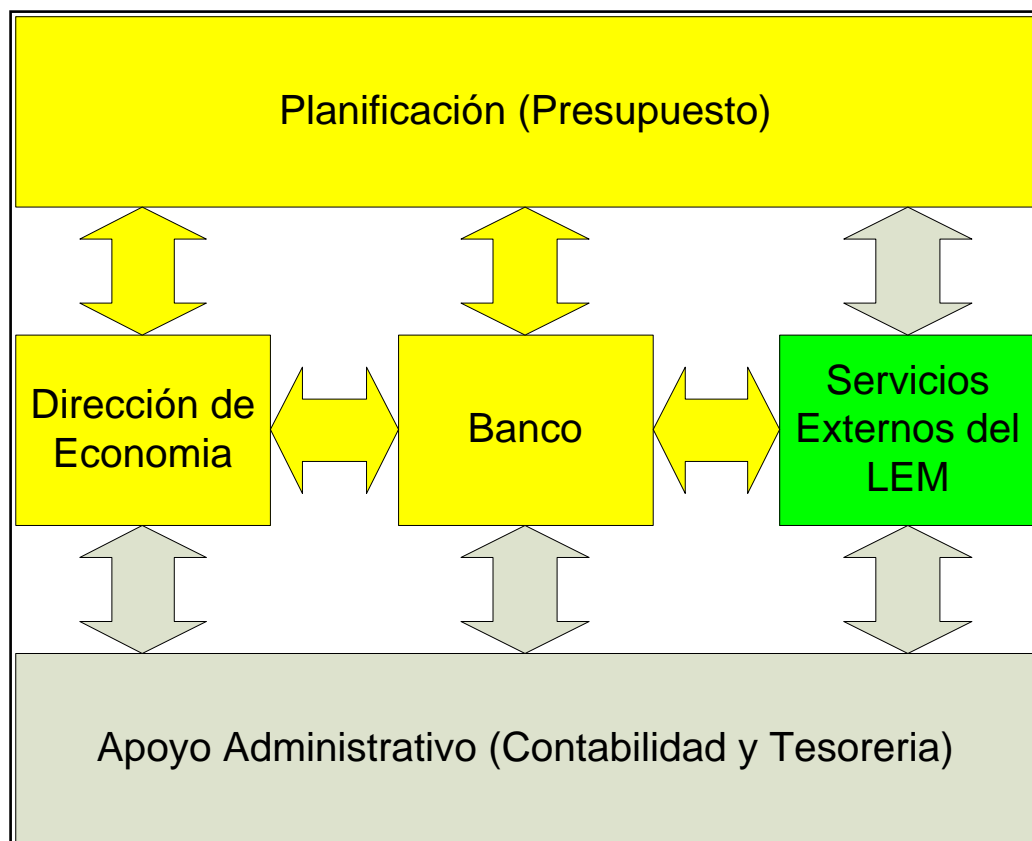 Planificación (Presupuesto)
Dirección de
Economia
Banco
Servicios
Externos del
LEM
Apoyo Administrativo (Contabilidad y Tesoreria)